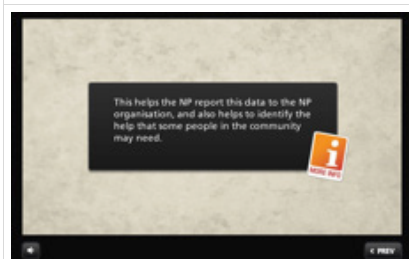 This helps the NP report this data to the NP
organisation, and also helps to identify the
help that some people in the community
may need.
i
MORE INFO
< PREV